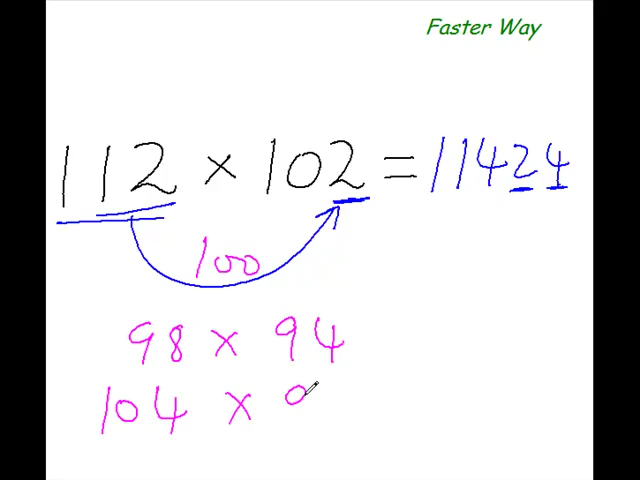 Faster Way
112 × 102 = 11424
100
98 × 94
104 ×